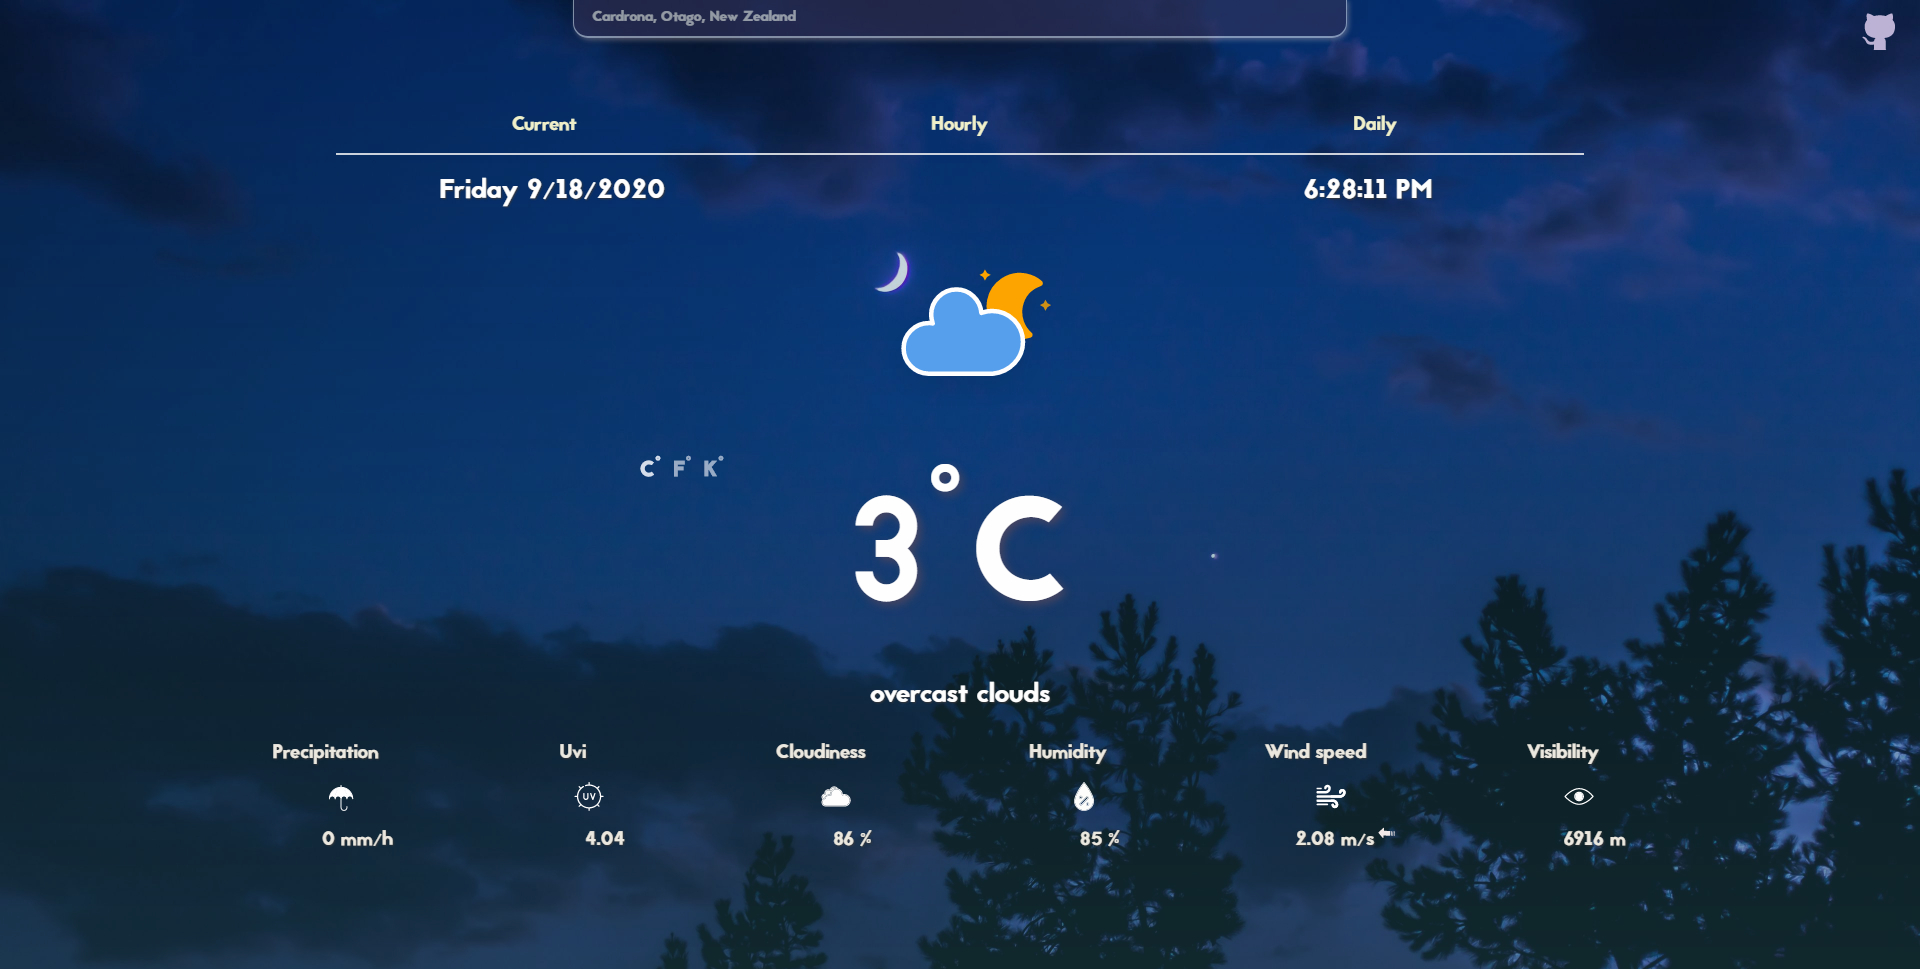 Cardrona, Otago, New Zealand
Current Hourly Daily
Friday 9/18/2020 6:28:11 PM
C° F° K°
3°C
overcast clouds
Precipitation Uvi Cloudiness Humidity Wind speed Visibility
UV
0 mm/h 4.04 86 % 85 % 2.08 m/s 6916 m